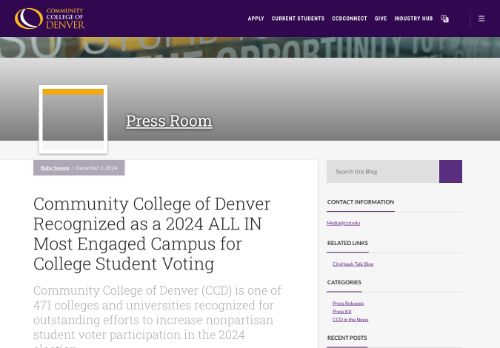 COMMUNITY
COLLEGE OF
DENVER
APPLY CURRENT STUDENTS CCDCONNECT GIVE INDUSTRY HUB
Press Room
December 2, 2024
Search this Blog
Community College of Denver
Recognized as a 2024 ALL IN
Most Engaged Campus for
College Student Voting
Community College of Denver (CCD) is one of
471 colleges and universities recognized for
outstanding efforts to increase nonpartisan
student voter participation in the 2024
election
CONTACT INFORMATION
Media@ccd.edu
RELATED LINKS
CityHawk Talk Blog
CATEGORIES
Press Releases
Press Kit
CCD in the News
RECENT POSTS